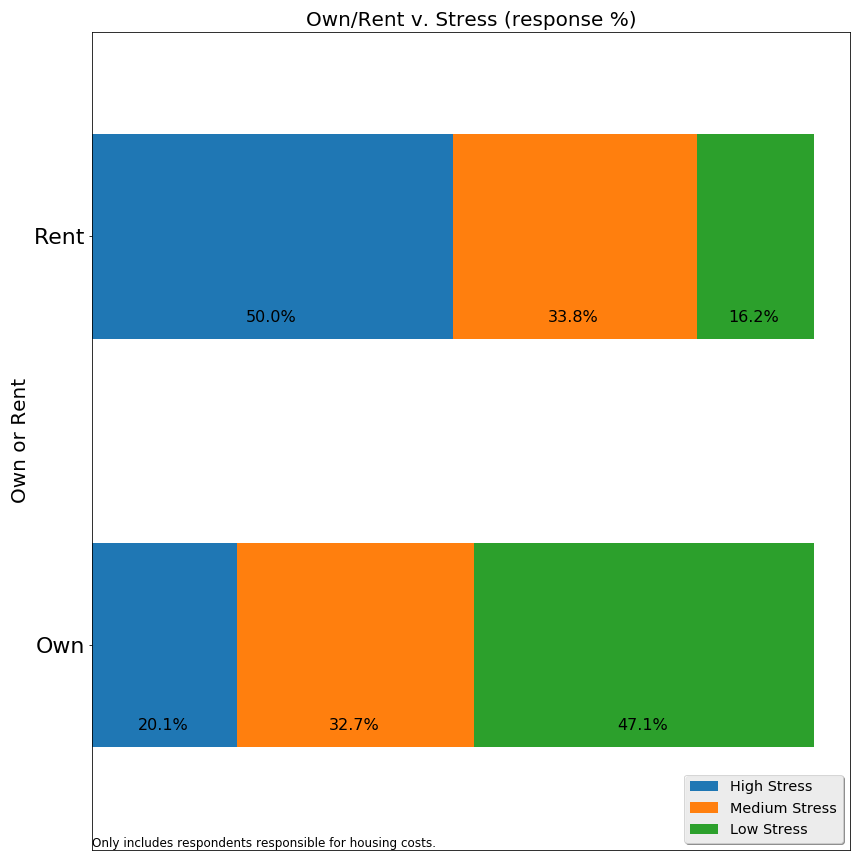 Own/Rent v. Stress (response %)
Rent
50.0%
33.8%
16.2%
Own or Rent
Own
20.1%
32.7%
47.1%
High Stress
Medium Stress
Low Stress
Only includes respondents responsible for housing costs.